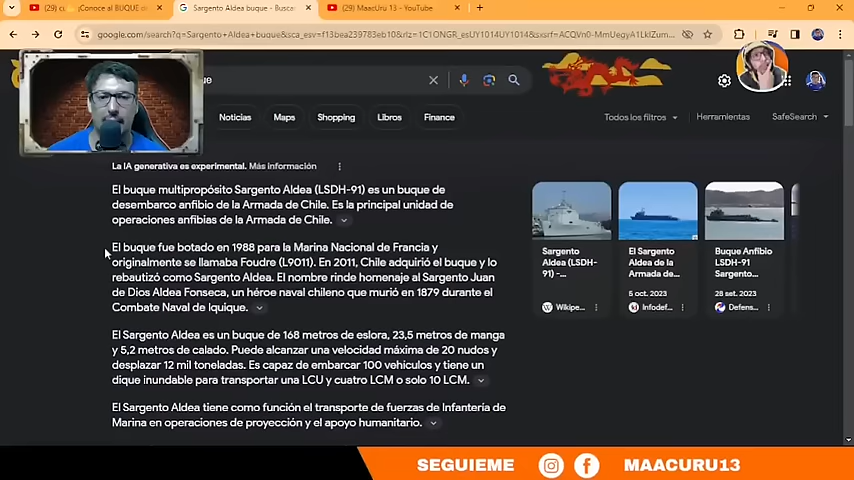 (29) ¡Conoce al BUQUE d
Sargento Aldea buque - Busca
(29) MaacUru 13 - YouTube
google.com/search?q=Sargento+Aldea+buque&sca_esv=f13bea239783eb10&rlz=1C1ONGR_esUY1014UY1014&sxsrf=ACQVn0-MmUegyA1LkIZum...
ue
Noticias
Maps
Shopping
Libros
Finance
Todos los filtros
Herramientas
SafeSearch
La IA generativa es experimental. Más información
El buque multipropósito Sargento Aldea (LSDH-91) es un buque de
desembarco anfibio de la Armada de Chile. Es la principal unidad de
operaciones anfibias de la Armada de Chile.
El buque fue botado en 1988 para la Marina Nacional de Francia y
originalmente se llamaba Foudre (L9011). En 2011, Chile adquirió el buque y lo
rebautizó como Sargento Aldea. El nombre rinde homenaje al Sargento Juan
de Dios Aldea Fonseca, un héroe naval chileno que murió en 1879 durante el
Combate Naval de Iquique.
El Sargento Aldea es un buque de 168 metros de eslora, 23,5 metros de manga
y 5,2 metros de calado. Puede alcanzar una velocidad máxima de 20 nudos y
desplazar 12 mil toneladas. Es capaz de embarcar 100 vehículos y tiene un
dique inundable para transportar una LCU y cuatro LCM o solo 10 LCM.
El Sargento Aldea tiene como función el transporte de fuerzas de Infantería de
Marina en operaciones de proyección y el apoyo humanitario.
Sargento
Aldea (LSDH-
91) -...
Wikipe...
El Sargento
Aldea de la
Armada de...
5 oct. 2023
Infodef...
Buque Anfibio
LSDH-91
Sargento...
28 set. 2023
Defens...
SEGUIEME
MAACURU13